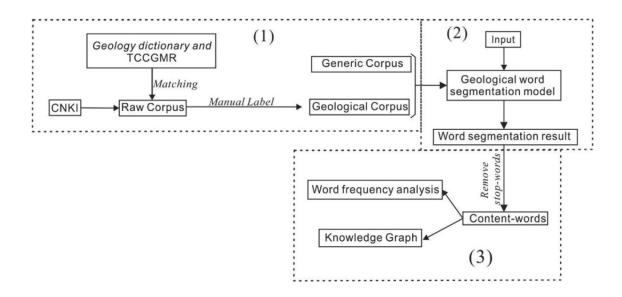 (1)
Geology dictionary and
TCCGMR
Matching
CNKI
Raw Corpus
Manual Label
Generic Corpus
Geological Corpus
(2)
Input
Geological word
segmentation model
Word segmentation result
Remove
stop-words
Word frequency analysis
Content-words
Knowledge Graph
(3)